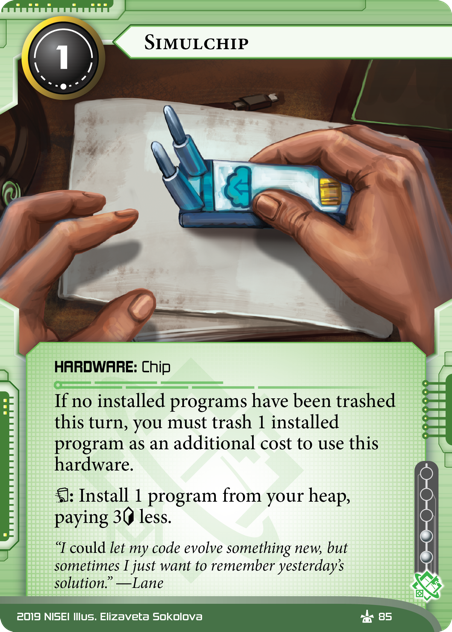 1
Simulchip
HARDWARE: Chip
If no installed programs have been trashed
this turn, you must trash 1 installed
program as an additional cost to use this
hardware.
: Install 1 program from your heap,
paying 3 less.
“I could let my code evolve something new, but
sometimes I just want to remember yesterday’s
solution.” —Lane
2019 NISEI Illus. Elizaveta Sokolova
85